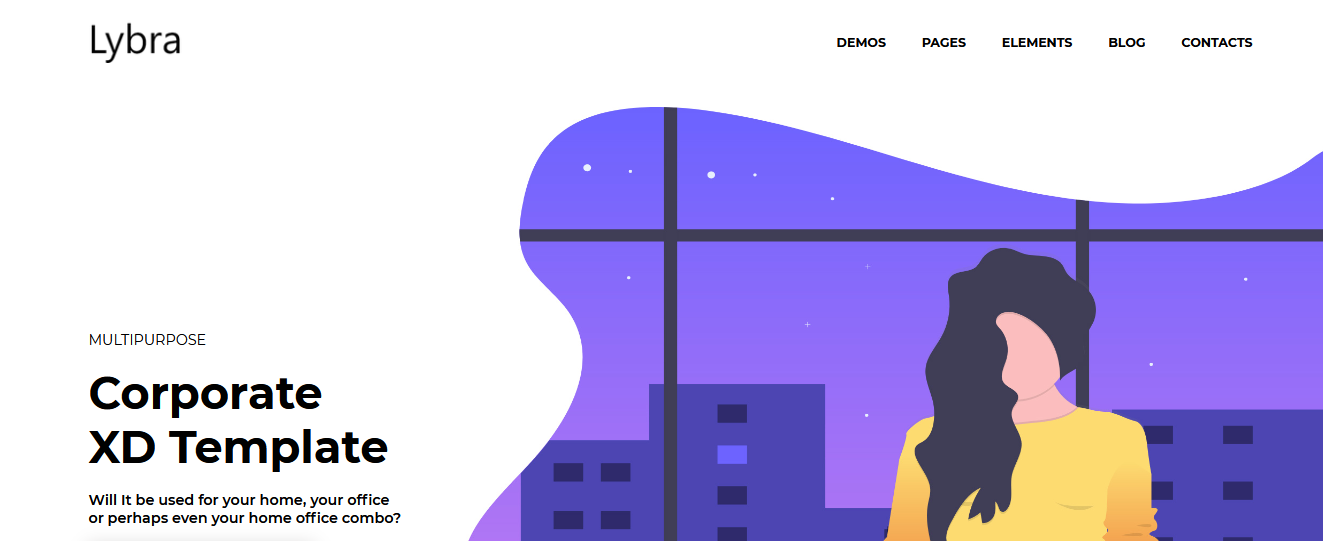 Lybra
DEMOS PAGES ELEMENTS BLOG CONTACTS
MULTIPURPOSE
Corporate
XD Template
Will It be used for your home, your office
or perhaps even your home office combo?